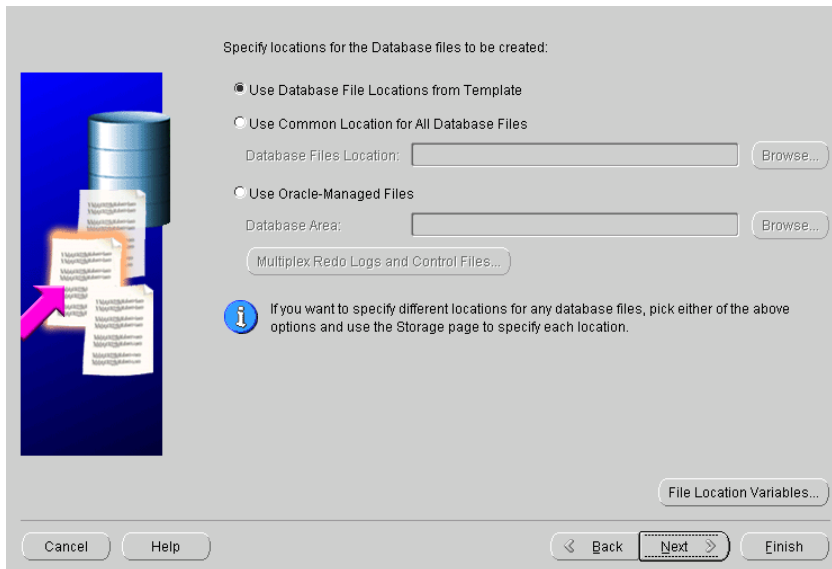 Specify locations for the Database files to be created:
Use Database File Locations from Template
Use Common Location for All Database Files
Database Files Location:
Browse...
Use Oracle-Managed Files
Database Area:
Browse...
Multiplex Redo Logs and Control Files...
If you want to specify different locations for any database files, pick either of the above
options and use the Storage page to specify each location.
File Location Variables...
Cancel
Help
Back
Next
Finish